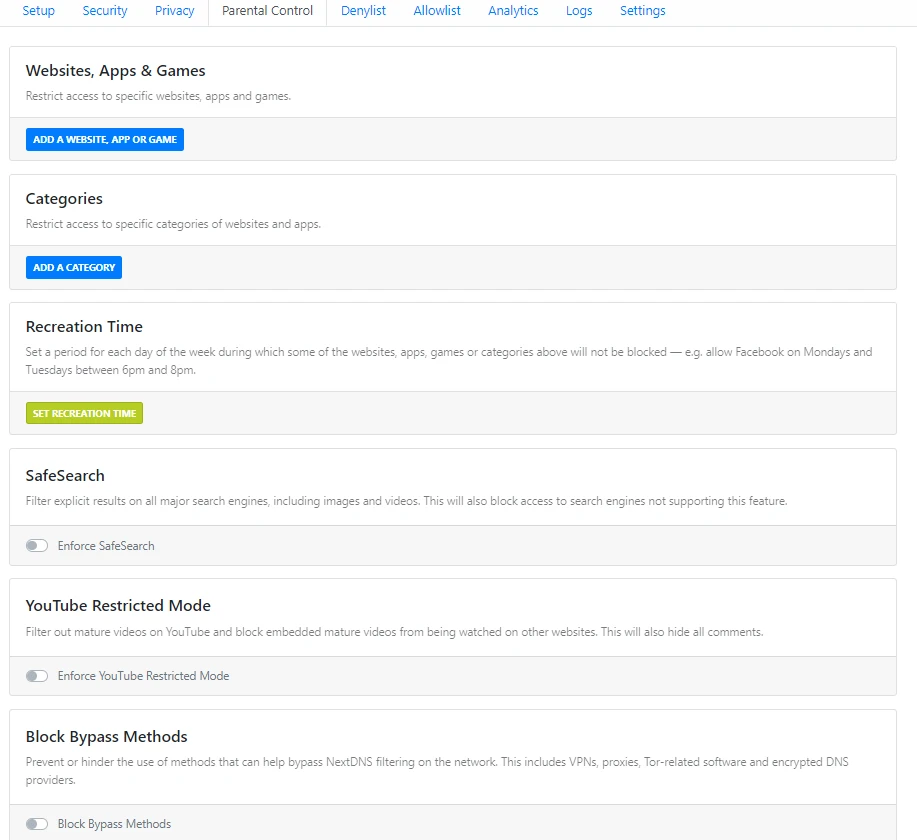 Setup Security Privacy Parental Control Denylist Allowlist Analytics Logs Settings
Websites, Apps & Games
Restrict access to specific websites, apps and games.
ADD A WEBSITE, APP OR GAME
Categories
Restrict access to specific categories of websites and apps.
ADD A CATEGORY
Recreation Time
Set a period for each day of the week during which some of the websites, apps, games or categories above will not be blocked — e.g. allow Facebook on Mondays and
Tuesdays between 6pm and 8pm.
SET RECREATION TIME
SafeSearch
Filter explicit results on all major search engines, including images and videos. This will also block access to search engines not supporting this feature.
Enforce SafeSearch
YouTube Restricted Mode
Filter out mature videos on YouTube and block embedded mature videos from being watched on other websites. This will also hide all comments.
Enforce YouTube Restricted Mode
Block Bypass Methods
Prevent or hinder the use of methods that can help bypass NextDNS filtering on the network. This includes VPNs, proxies, Tor-related software and encrypted DNS
providers.
Block Bypass Methods